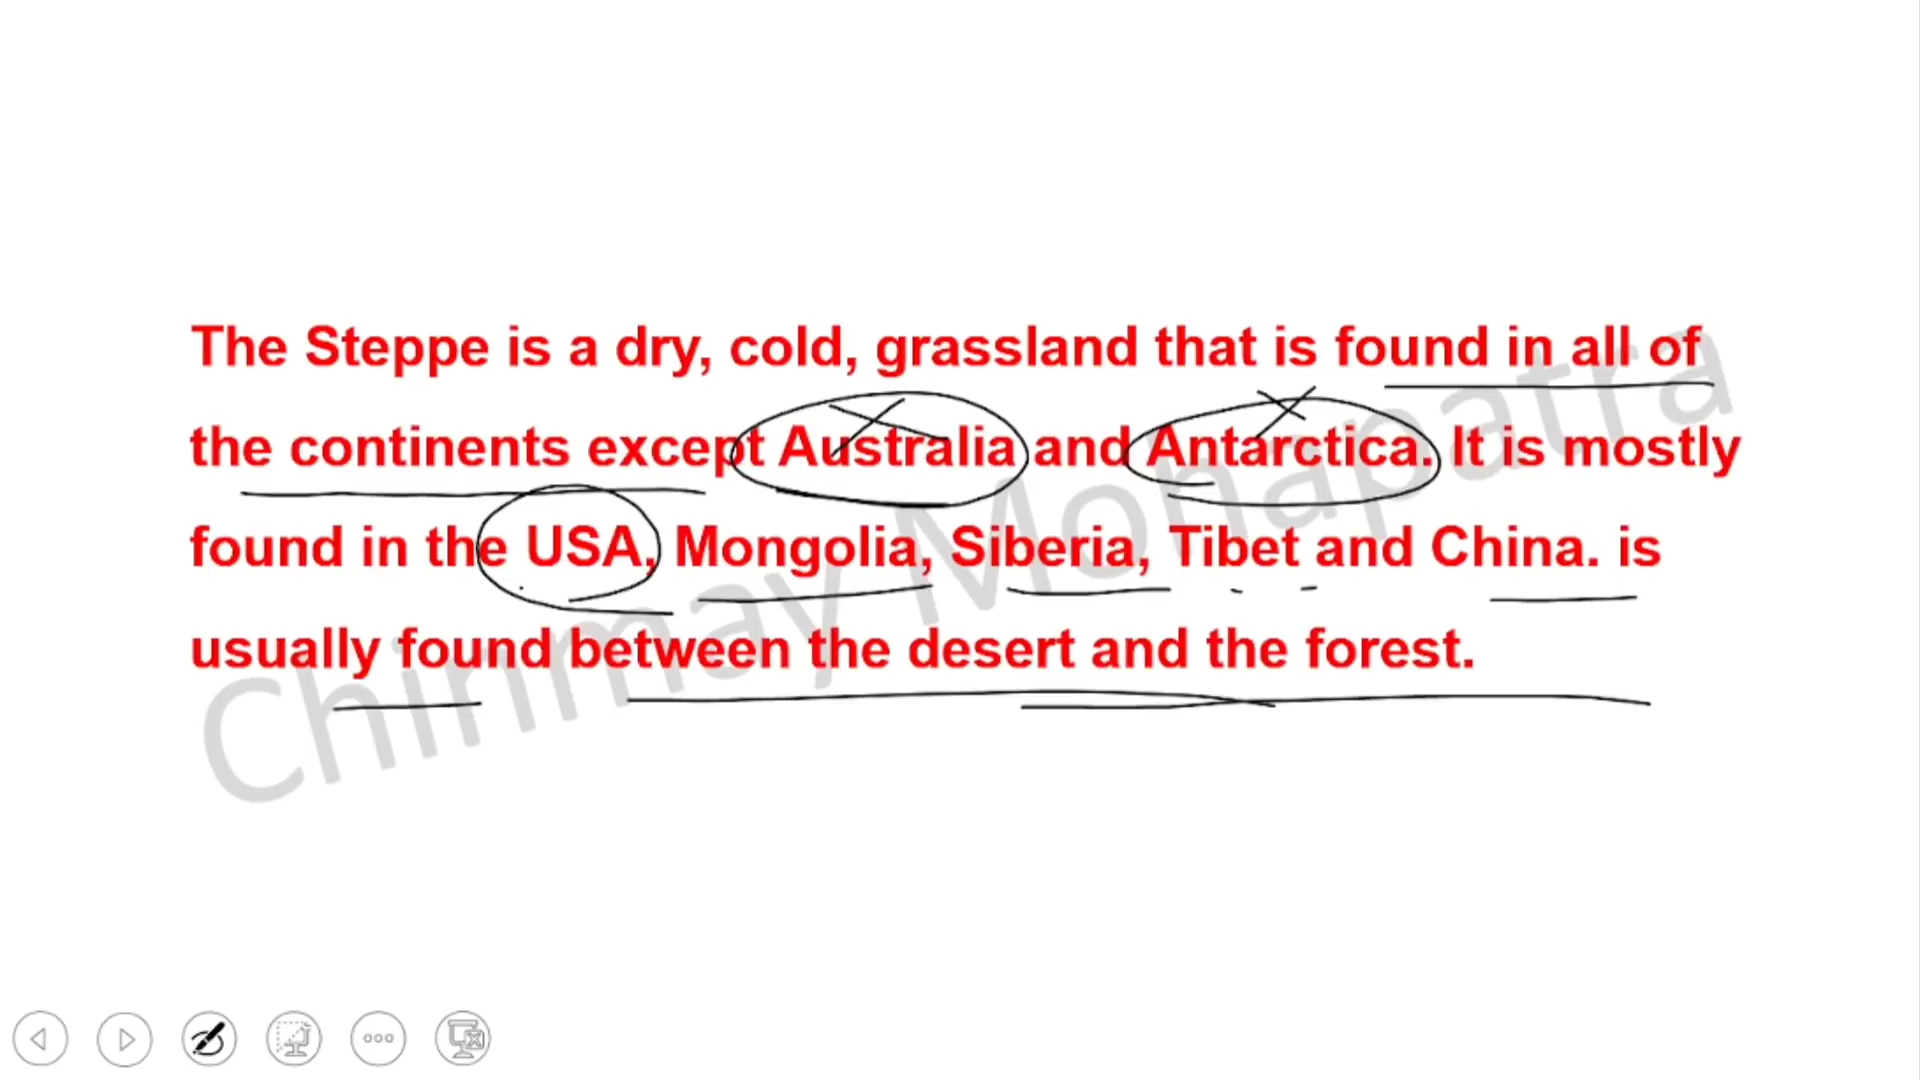 The Steppe is a dry, cold, grassland that is found in all of
the continents except Australia and Antarctica. It is mostly
found in the USA, Mongolia, Siberia, Tibet and China. is
usually found between the desert and the forest.
Chinmay Mohapatra